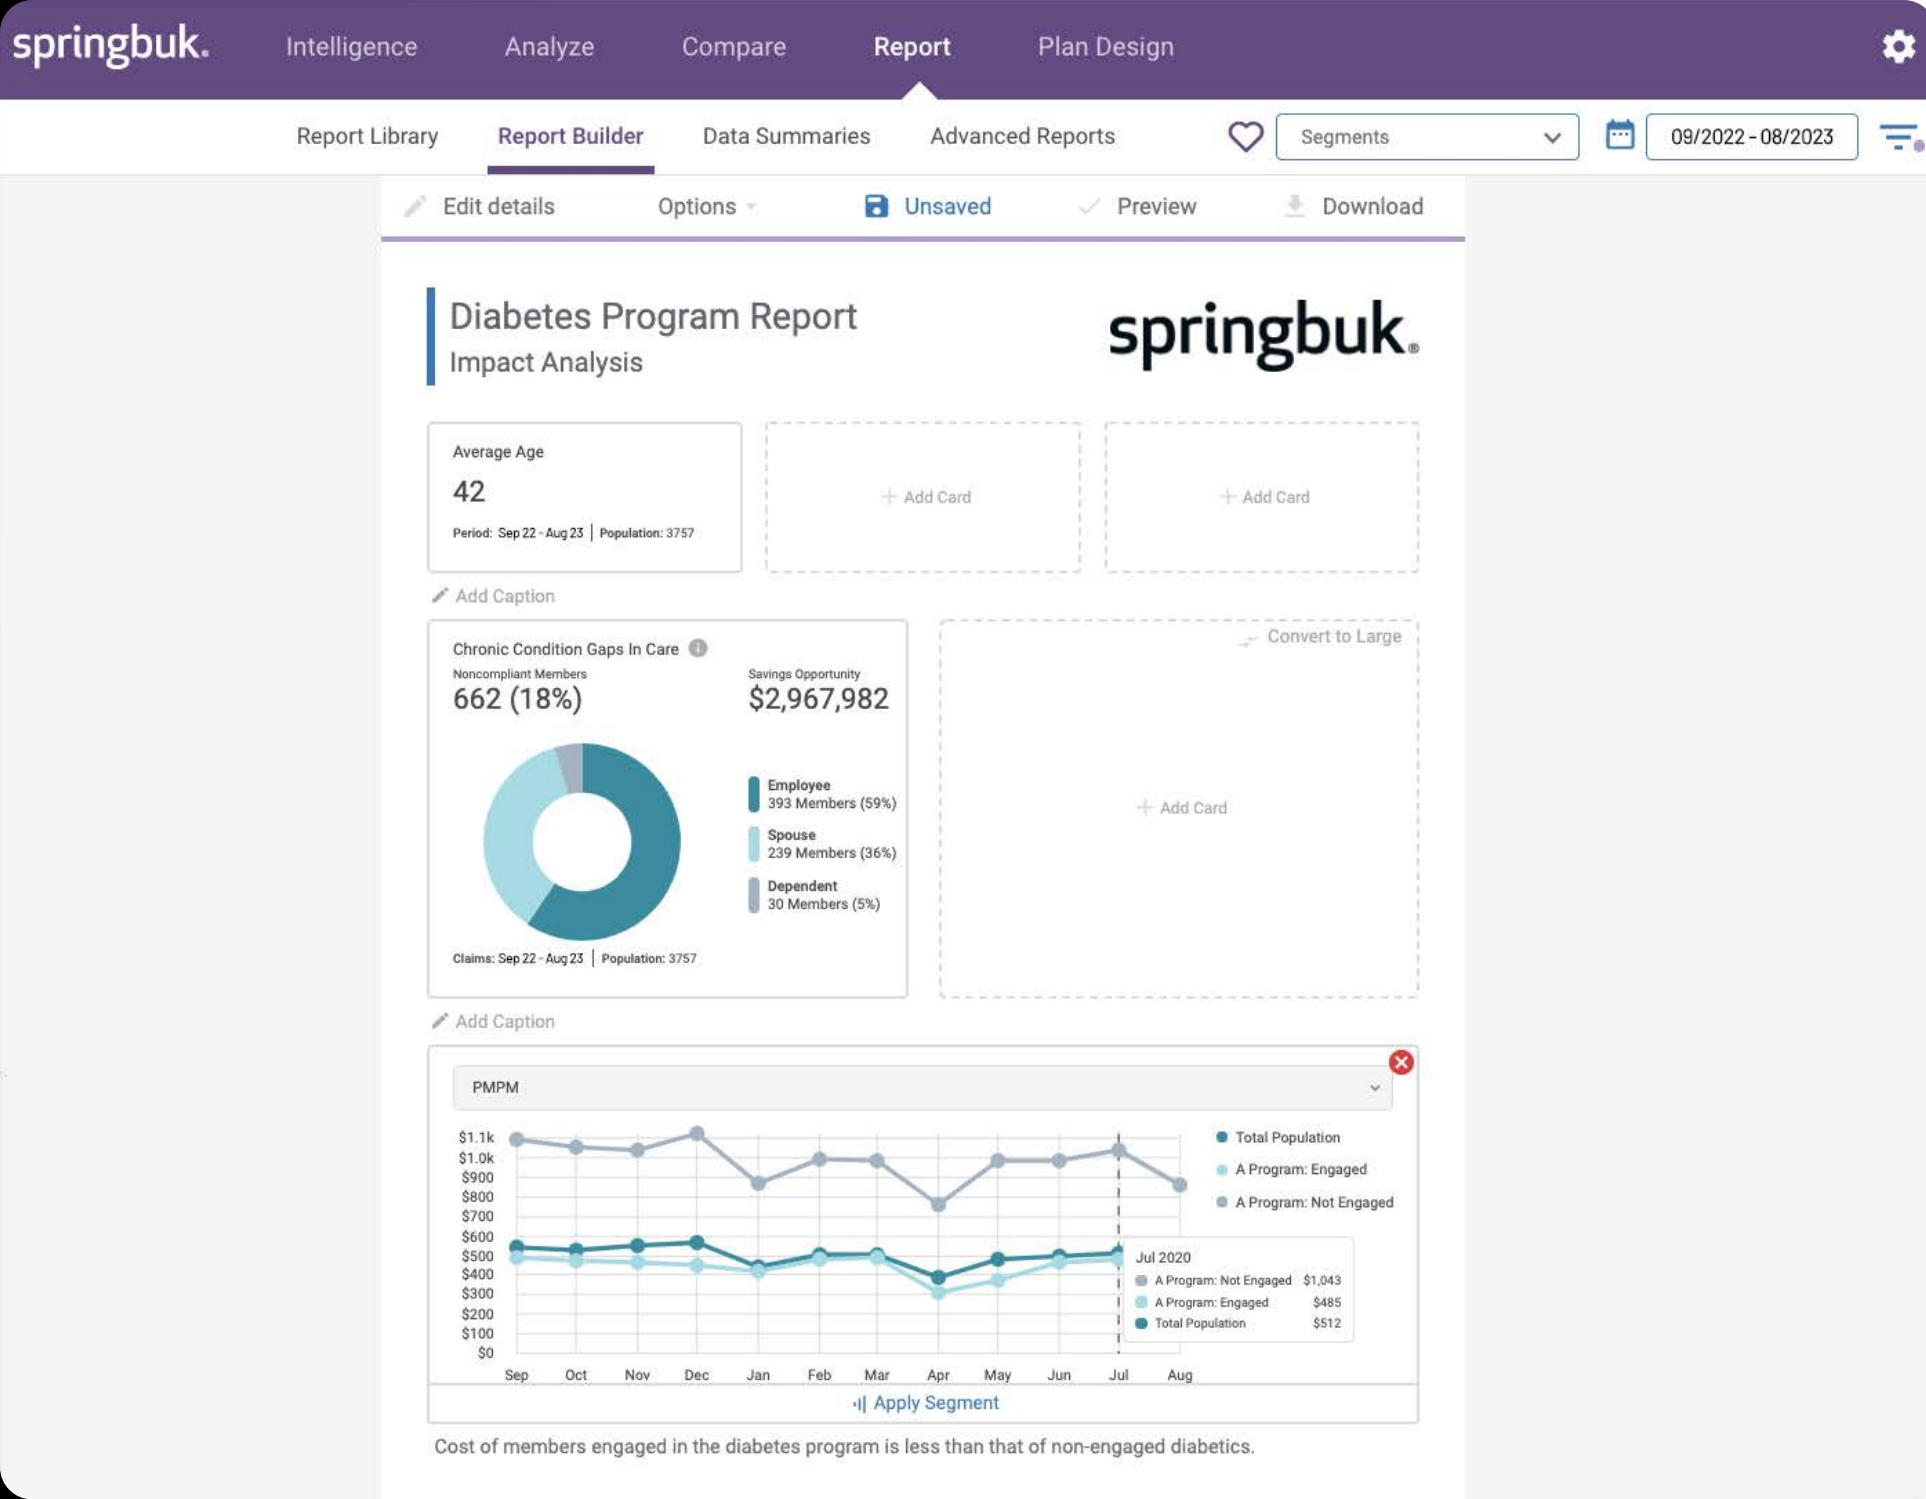 springbuk.
Intelligence
Analyze
Compare
Report
Plan Design
Report Library
Report Builder
Data Summaries
Advanced Reports
Segments
09/2022 - 08/2023
Edit details
Options
Unsaved
Preview
Download
Diabetes Program Report
Impact Analysis
springbuk.®
Average Age
42
Period: Sep 22 - Aug 23 | Population: 3757
+ Add Card
+ Add Card
Add Caption
Chronic Condition Gaps In Care i
Noncompliant Members
662 (18%)
Savings Opportunity
$2,967,982
Employee
393 Members (59%)
Spouse
239 Members (36%)
Dependent
30 Members (5%)
Claims: Sep 22 - Aug 23 | Population: 3757
Convert to Large
+ Add Card
Add Caption
PMPM
$1.1k
$1.0k
$900
$800
$700
$600
$500
$400
$300
$200
$100
$0
Sep Oct Nov Dec Jan Feb Mar Apr May Jun Jul Aug
Total Population
A Program: Engaged
A Program: Not Engaged
Jul 2020
A Program: Not Engaged $1,043
A Program: Engaged $485
Total Population $512
Apply Segment
Cost of members engaged in the diabetes program is less than that of non-engaged diabetics.